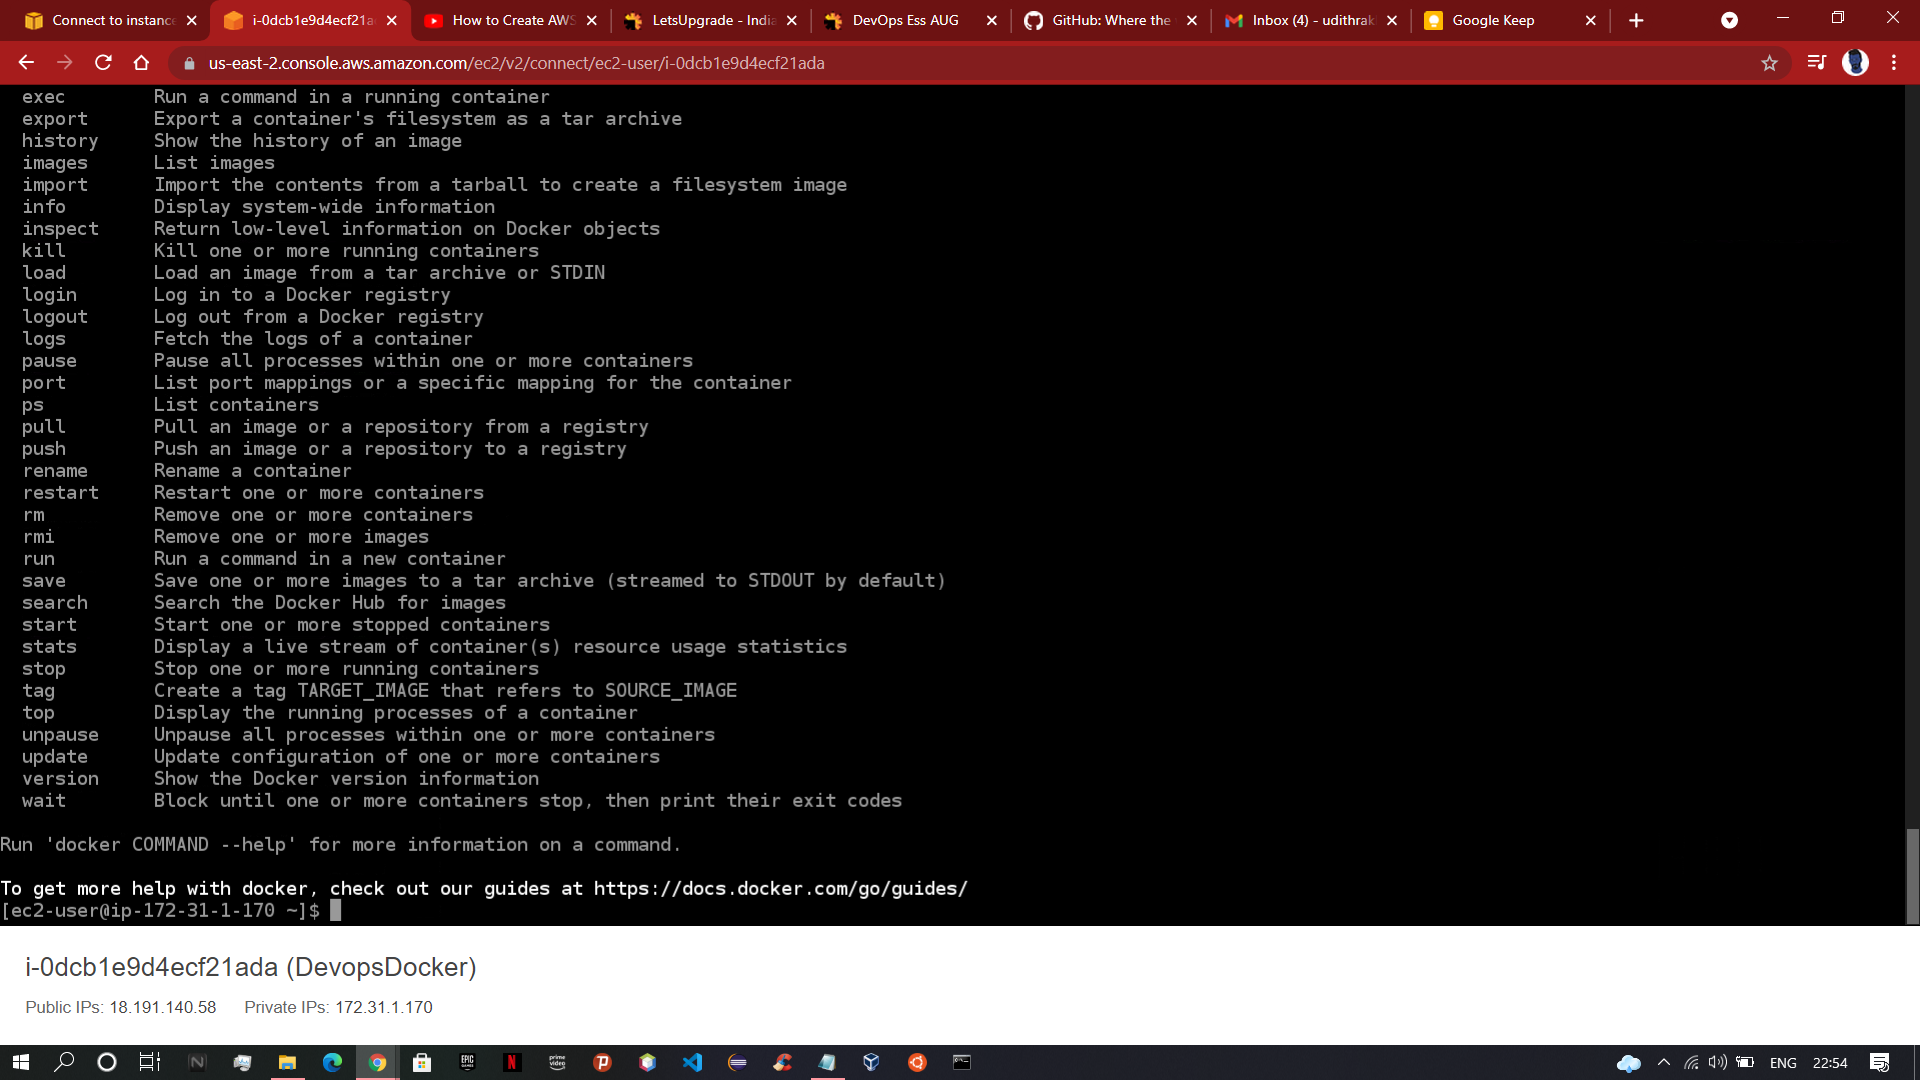 Connect to instance
i-0dcb1e9d4ecf21a
How to Create AWS
LetsUpgrade - India
DevOps Ess AUG
GitHub: Where the
Inbox (4) - udithrak
Google Keep
us-east-2.console.aws.amazon.com/ec2/v2/connect/ec2-user/i-0dcb1e9d4ecf21ada
exec Run a command in a running container
export Export a container's filesystem as a tar archive
history Show the history of an image
images List images
import Import the contents from a tarball to create a filesystem image
info Display system-wide information
inspect Return low-level information on Docker objects
kill Kill one or more running containers
load Load an image from a tar archive or STDIN
login Log in to a Docker registry
logout Log out from a Docker registry
logs Fetch the logs of a container
pause Pause all processes within one or more containers
port List port mappings or a specific mapping for the container
ps List containers
pull Pull an image or a repository from a registry
push Push an image or a repository to a registry
rename Rename a container
restart Restart one or more containers
rm Remove one or more containers
rmi Remove one or more images
run Run a command in a new container
save Save one or more images to a tar archive (streamed to STDOUT by default)
search Search the Docker Hub for images
start Start one or more stopped containers
stats Display a live stream of container(s) resource usage statistics
stop Stop one or more running containers
tag Create a tag TARGET_IMAGE that refers to SOURCE_IMAGE
top Display the running processes of a container
unpause Unpause all processes within one or more containers
update Update configuration of one or more containers
version Show the Docker version information
wait Block until one or more containers stop, then print their exit codes
Run 'docker COMMAND --help' for more information on a command.
To get more help with docker, check out our guides at https://docs.docker.com/go/guides/
[ec2-user@ip-172-31-1-170 ~]$
i-0dcb1e9d4ecf21ada (DevopsDocker)
Public IPs: 18.191.140.58 Private IPs: 172.31.1.170
ENG 22:54